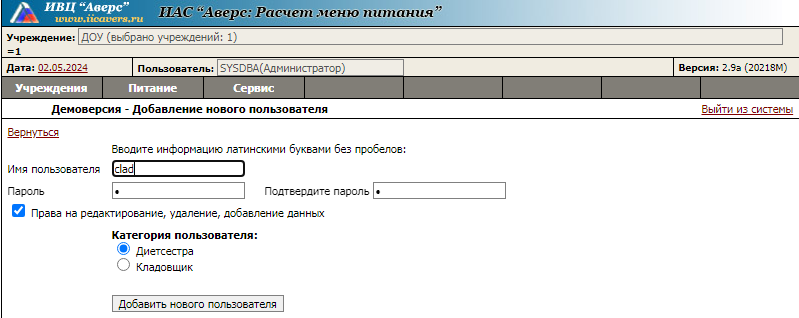 ИВЦ “Аверс”
www.iicavers.ru
ИАС “Аверс: Расчет меню питания”
Учреждение: ДОУ (выбрано учреждений: 1)
=1
Дата: 02.05.2024 Пользователь: SYSDBA(Администратор) Версия: 2.9a (20218M)
Учреждения Питание Сервис
Демоверсия - Добавление нового пользователя Выйти из системы
Вернуться
Вводите информацию латинскими буквами без пробелов:
Имя пользователя clad
Пароль • Подтвердите пароль •
Права на редактирование, удаление, добавление данных
Категория пользователя:
Диетсестра
Кладовщик
Добавить нового пользователя